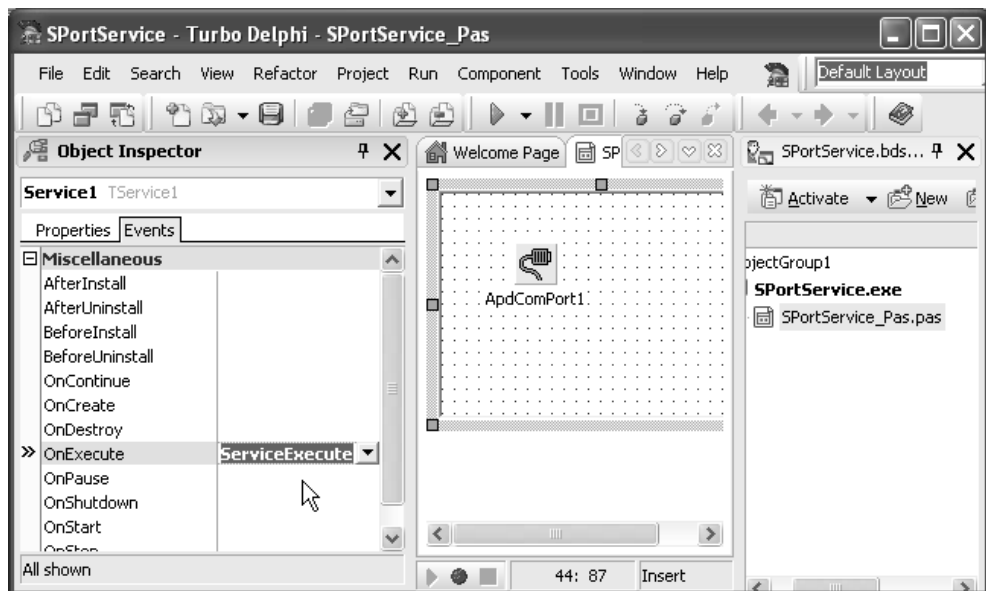 SPortService - Turbo Delphi - SPortService_Pas
File Edit Search View Refactor Project Run Component Tools Window Help
Default Layout
Object Inspector
Welcome Page
SP
SPortService.bds...
Service1 TService1
Activate
New
Properties
Events
Miscellaneous
AfterInstall
AfterUninstall
BeforeInstall
BeforeUninstall
OnContinue
OnCreate
OnDestroy
OnExecute ServiceExecute
OnPause
OnShutdown
OnStart
OnStop
All shown
ApdComPort1
44: 87
Insert
ojectGroup1
SPortService.exe
SPortService_Pas.pas